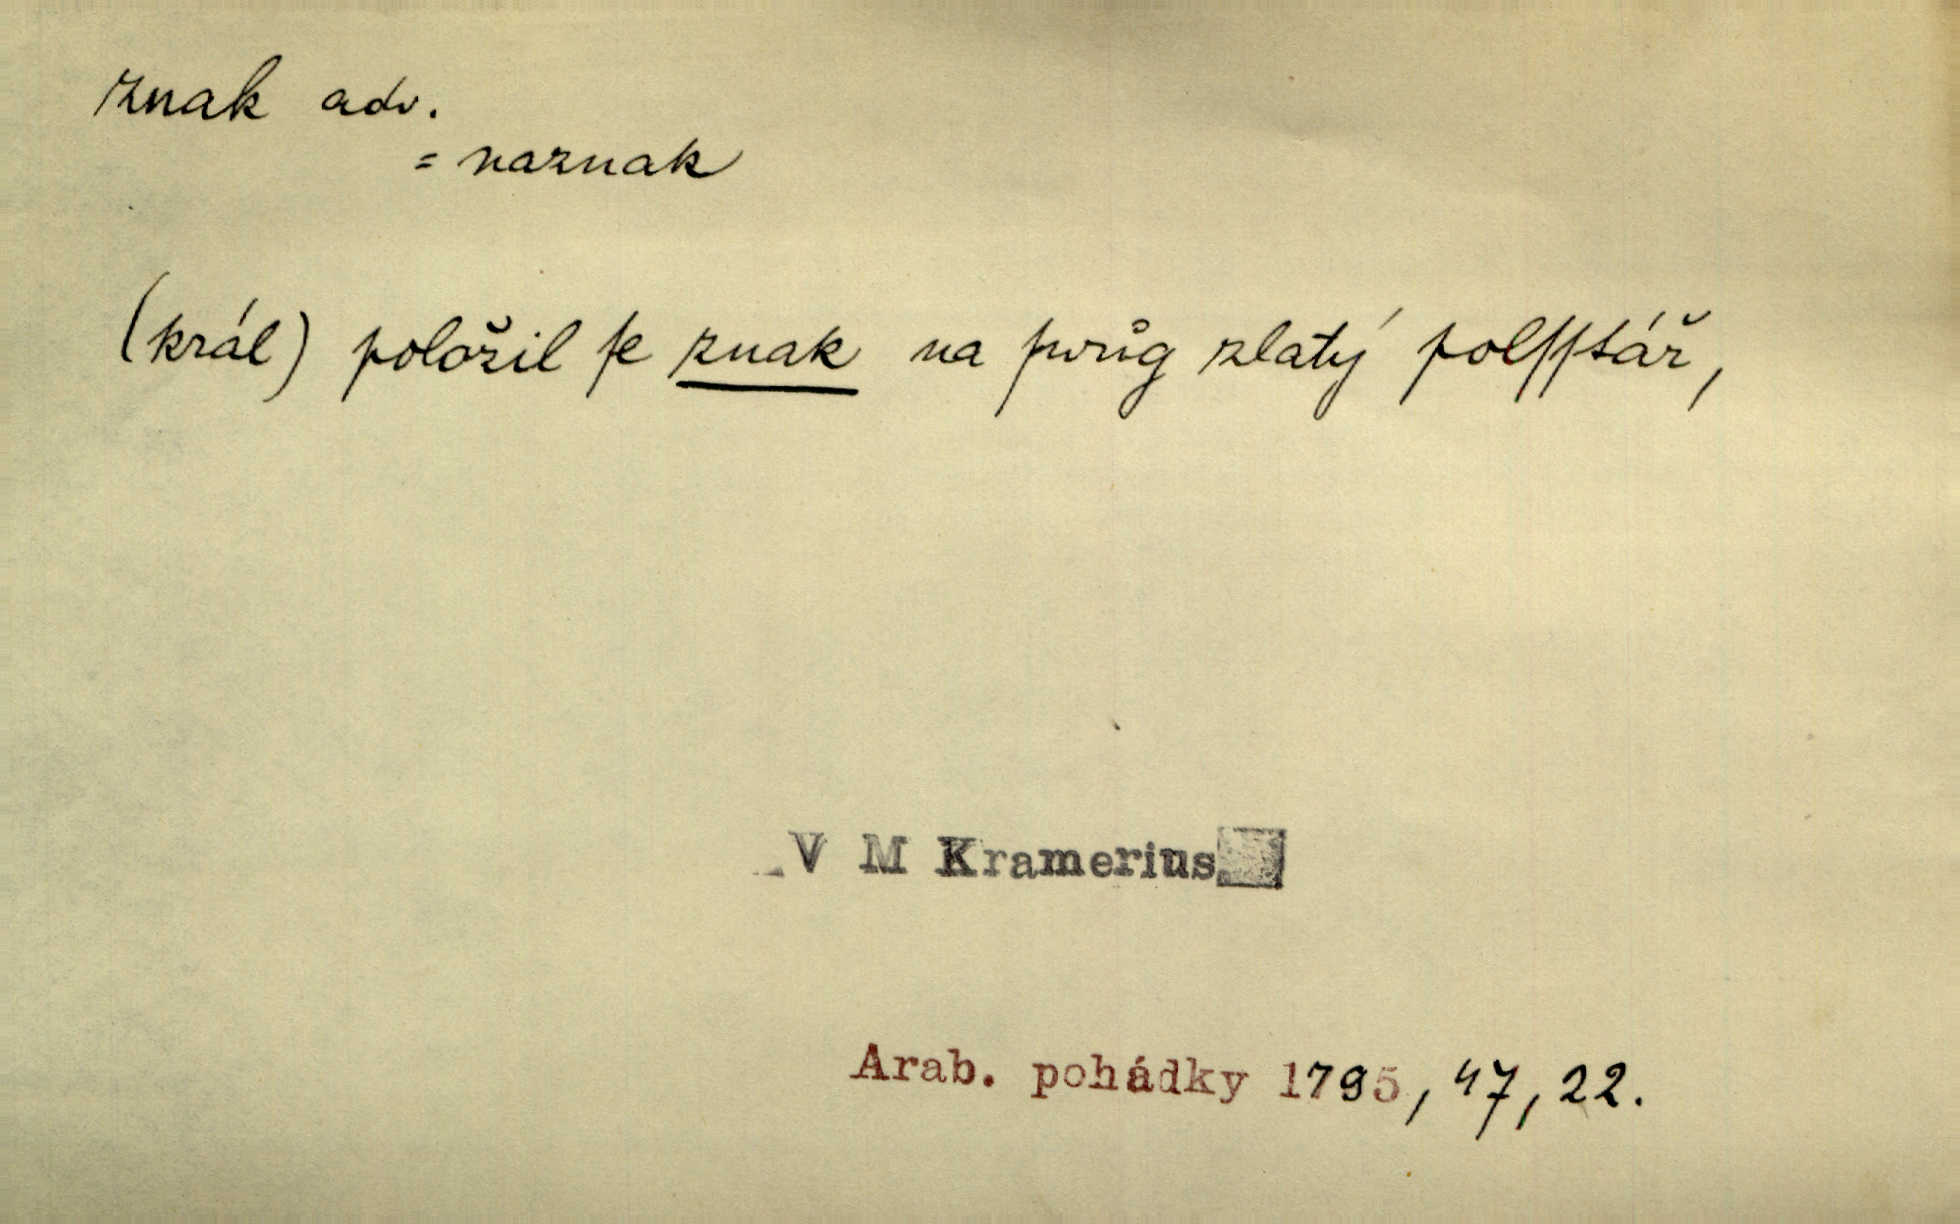 znak adv.
= naznak
(král) položil ſe znak na ſwůg zlatý polſſtář,
V M Kramerius
Arab. pohádky 1795, 47, 22.